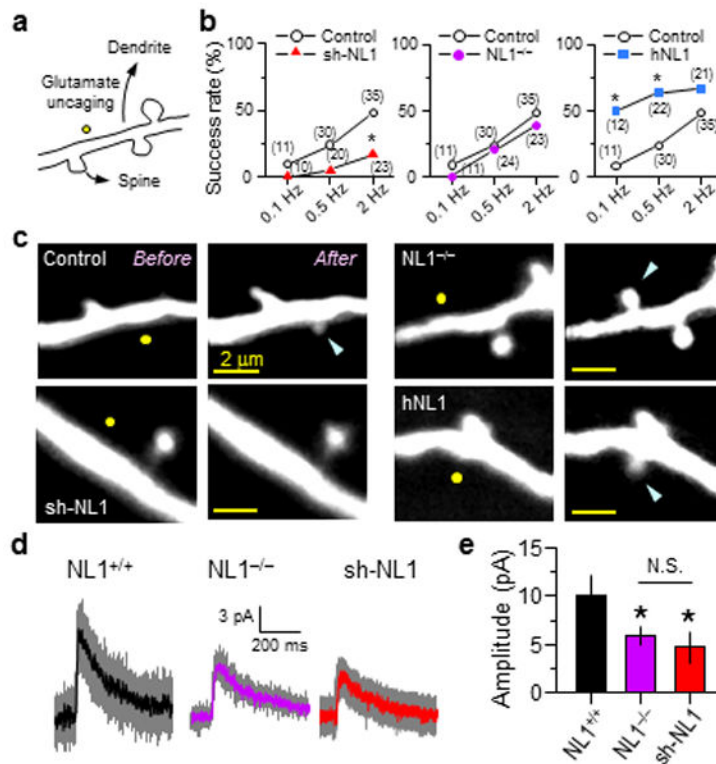 a
Dendrite
Glutamate
uncaging
Spine
b
Success rate (%)
100
50
0
Control
sh-NL1
(11)
(30)
(35)
(10)
(20)
*
(23)
0.1 Hz
0.5 Hz
2 Hz
100
50
0
Control
NL1–/–
(11)
(30)
(35)
(11)
(24)
(23)
0.1 Hz
0.5 Hz
2 Hz
100
50
0
Control
hNL1
*
*
(21)
(12)
(22)
(11)
(30)
(35)
0.1 Hz
0.5 Hz
2 Hz
c
Control
Before
After
2 µm
NL1–/–
sh-NL1
hNL1
d
NL1+/+
NL1–/–
sh-NL1
3 pA
200 ms
e
Amplitude (pA)
15
10
5
0
N.S.
*
*
NL1+/+
NL1–/–
sh-NL1